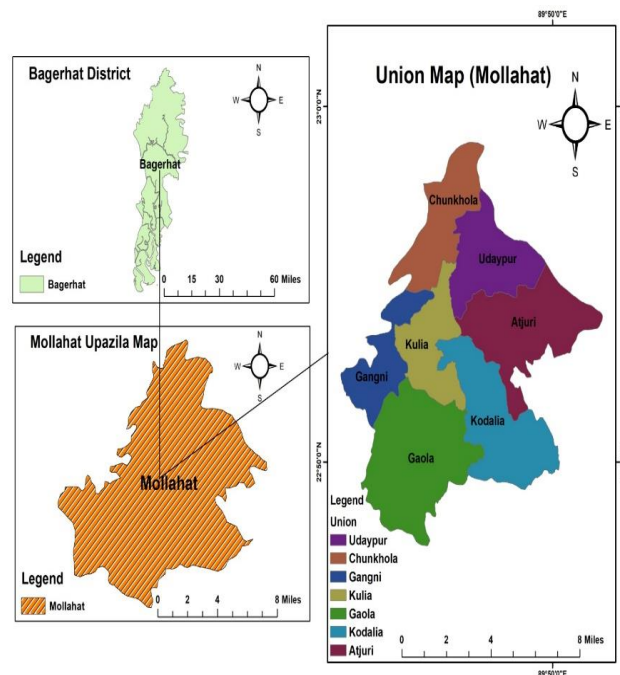 Bagerhat District
N
W E
S
Bagerhat
Legend
Bagerhat
0 15 30 60 Miles
Mollahat Upazila Map
N
W E
S
Mollahat
Legend
Mollahat
0 2 4 8 Miles
89°50'0"E
Union Map (Mollahat)
N
W E
S
23°0'0"N
Chunkhola
Udaypur
Atjuri
Kulia
Gangni
Kodalia
Gaola
22°50'0"N
Legend
Union
Udaypur
Chunkhola
Gangni
Kulia
Gaola
Kodalia
Atjuri
0 2 4 8 Miles
89°50'0"E